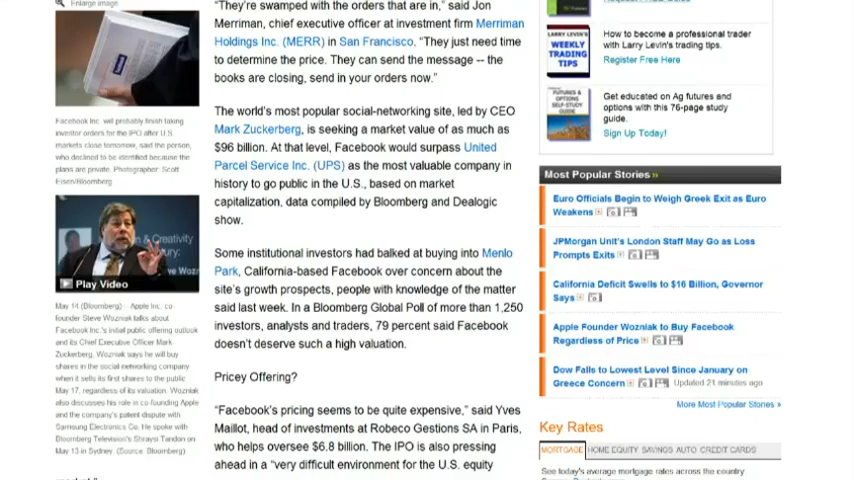 Enlarge image
Facebook Inc. will probably finish taking
investor orders for the IPO after U.S.
markets close tomorrow, said the person,
who declined to be identified because the
plans are private. Photographer: Scott
Eisen/Bloomberg
& Creativity
Wozni
Play Video
May 14 (Bloomberg) -- Apple Inc. co-
founder Steve Wozniak talks about
Facebook Inc.'s initial public offering outlook
and its Chief Executive Officer Mark
Zuckerberg. Wozniak says he will buy
shares in the social networking company
when it sells its first shares to the public
May 17, regardless of its valuation. Wozniak
also discusses his role in co-founding Apple
and the company's patent dispute with
Samsung Electronics Co. He spoke with
Bloomberg Television's Shraysi Tandon on
May 13 in Sydney. (Source: Bloomberg)
"They're swamped with the orders that are in," said Jon
Merriman, chief executive officer at investment firm Merriman
Holdings Inc. (MERR) in San Francisco. "They just need time
to determine the price. They can send the message -- the
books are closing, send in your orders now."
The world's most popular social-networking site, led by CEO
Mark Zuckerberg, is seeking a market value of as much as
$96 billion. At that level, Facebook would surpass United
Parcel Service Inc. (UPS) as the most valuable company in
history to go public in the U.S., based on market
capitalization, data compiled by Bloomberg and Dealogic
show.
Some institutional investors had balked at buying into Menlo
Park, California-based Facebook over concern about the
site's growth prospects, people with knowledge of the matter
said last week. In a Bloomberg Global Poll of more than 1,250
investors, analysts and traders, 79 percent said Facebook
doesn't deserve such a high valuation.
Pricey Offering?
"Facebook's pricing seems to be quite expensive," said Yves
Maillot, head of investments at Robeco Gestions SA in Paris,
who helps oversee $6.8 billion. The IPO is also pressing
ahead in a "very difficult environment for the U.S. equity
LARRY LEVIN'S
WEEKLY
TRADING
TIPS
How to become a professional trader
with Larry Levin's trading tips.
Register Free Here
FUTURES &
OPTIONS
SELF-STUDY
GUIDE
Get educated on Ag futures and
options with this 76-page study
guide.
Sign Up Today!
Most Popular Stories »
Euro Officials Begin to Weigh Greek Exit as Euro
Weakens
JPMorgan Unit's London Staff May Go as Loss
Prompts Exits
California Deficit Swells to $16 Billion, Governor
Says
Apple Founder Wozniak to Buy Facebook
Regardless of Price
Dow Falls to Lowest Level Since January on
Greece Concern Updated 21 minutes ago
More Most Popular Stories »
Key Rates
MORTGAGE HOME EQUITY SAVINGS AUTO CREDIT CARDS
See today's average mortgage rates across the country